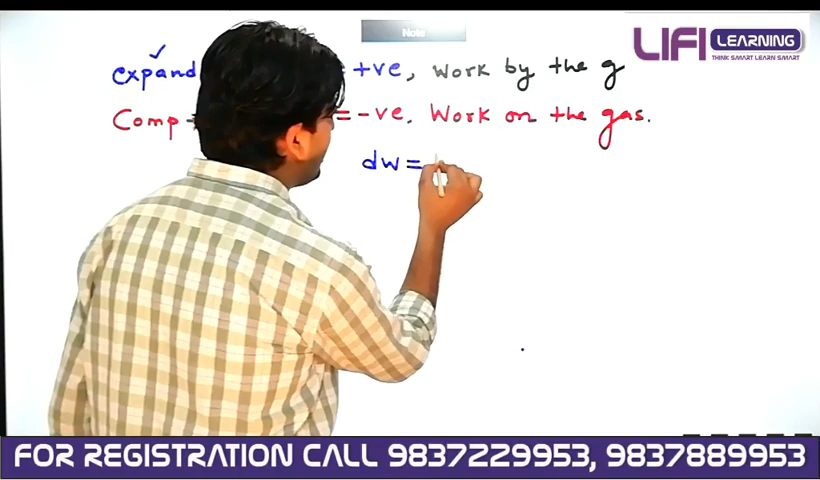 Note
LIFI LEARNING
THINK SMART LEARN SMART
expand +ve, Work by the g
Comp = -ve. Work on the gas.
dw =
FOR REGISTRATION CALL 9837229953, 9837889953